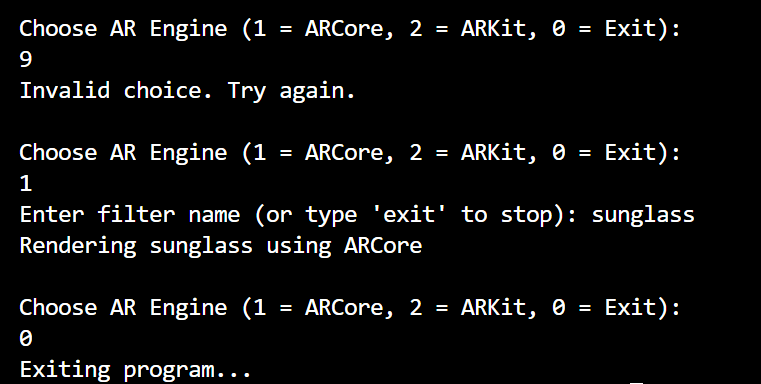 Choose AR Engine (1 = ARCore, 2 = ARKit, 0 = Exit):
9
Invalid choice. Try again.
Choose AR Engine (1 = ARCore, 2 = ARKit, 0 = Exit):
1
Enter filter name (or type 'exit' to stop): sunglass
Rendering sunglass using ARCore
Choose AR Engine (1 = ARCore, 2 = ARKit, 0 = Exit):
0
Exiting program...